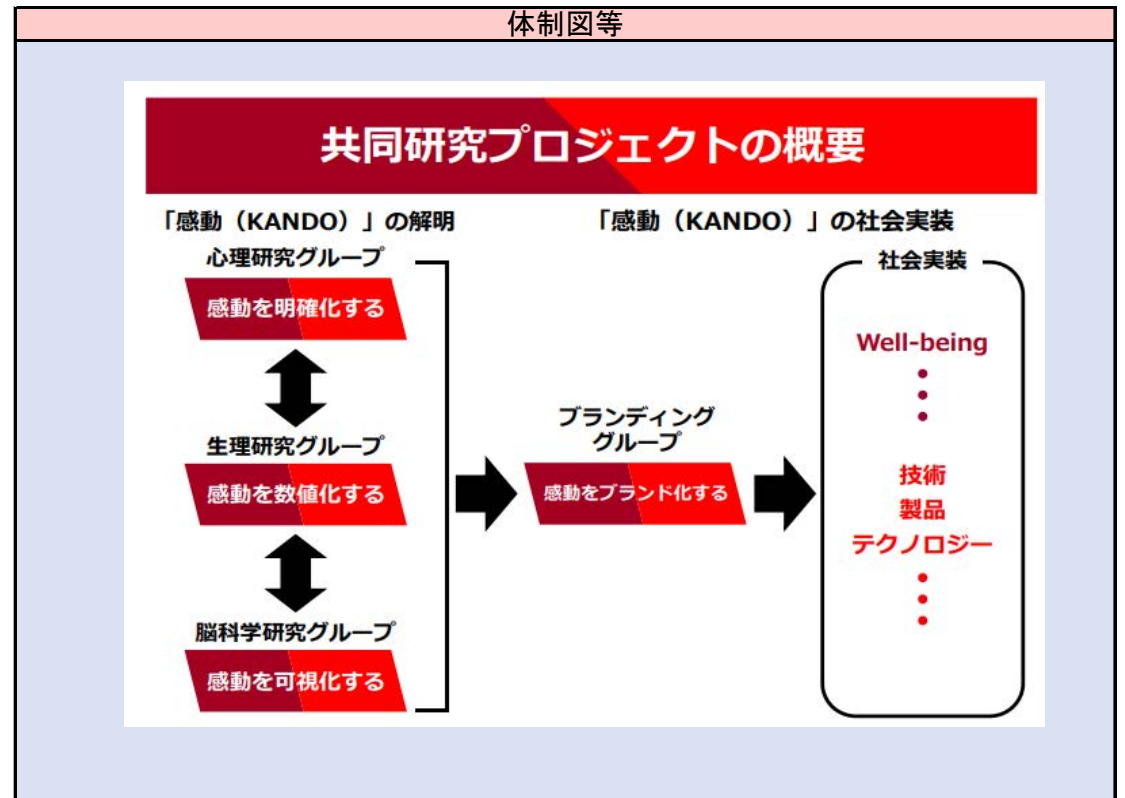 体制図等
共同研究プロジェクトの概要
「感動（KANDO）」の解明
心理研究グループ
感動を明確化する
生理研究グループ
感動を数値化する
脳科学研究グループ
感動を可視化する
「感動（KANDO）」の社会実装
ブランディング
グループ
感動をブランド化する
社会実装
Well-being
技術
製品
テクノロジー